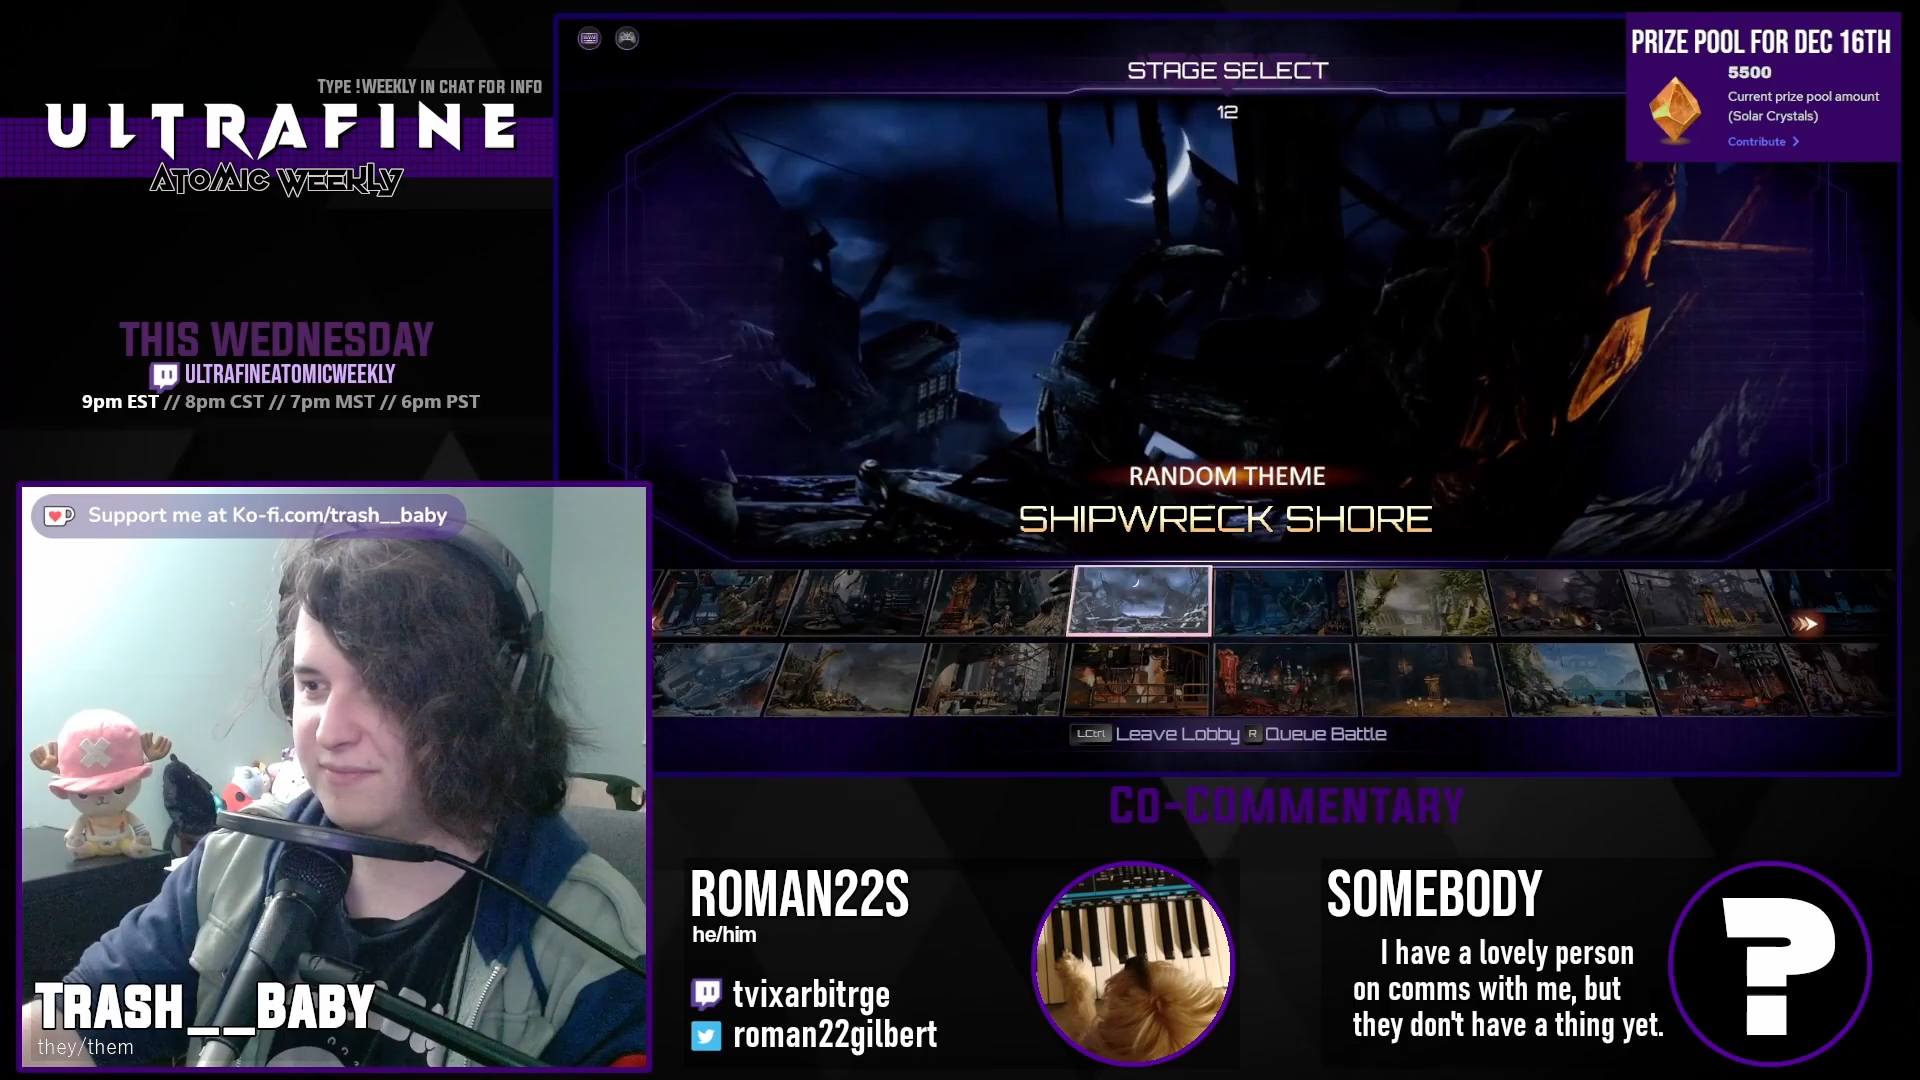 TYPE !WEEKLY IN CHAT FOR INFO
ULTRAFINE
ATOMIC WEEKLY
THIS WEDNESDAY
ULTRAFINEATOMICWEEKLY
9pm EST // 8pm CST // 7pm MST // 6pm PST
STAGE SELECT
12
PRIZE POOL FOR DEC 16TH
5500
Current prize pool amount
(Solar Crystals)
Contribute >
RANDOM THEME
SHIPWRECK SHORE
LCtrl Leave Lobby R Queue Battle
Support me at Ko-fi.com/trash__baby
TRASH__BABY
they/them
CO-COMMENTARY
ROMAN22S
he/him
tvixarbitrge
roman22gilbert
SOMEBODY
I have a lovely person
on comms with me, but
they don't have a thing yet.
?